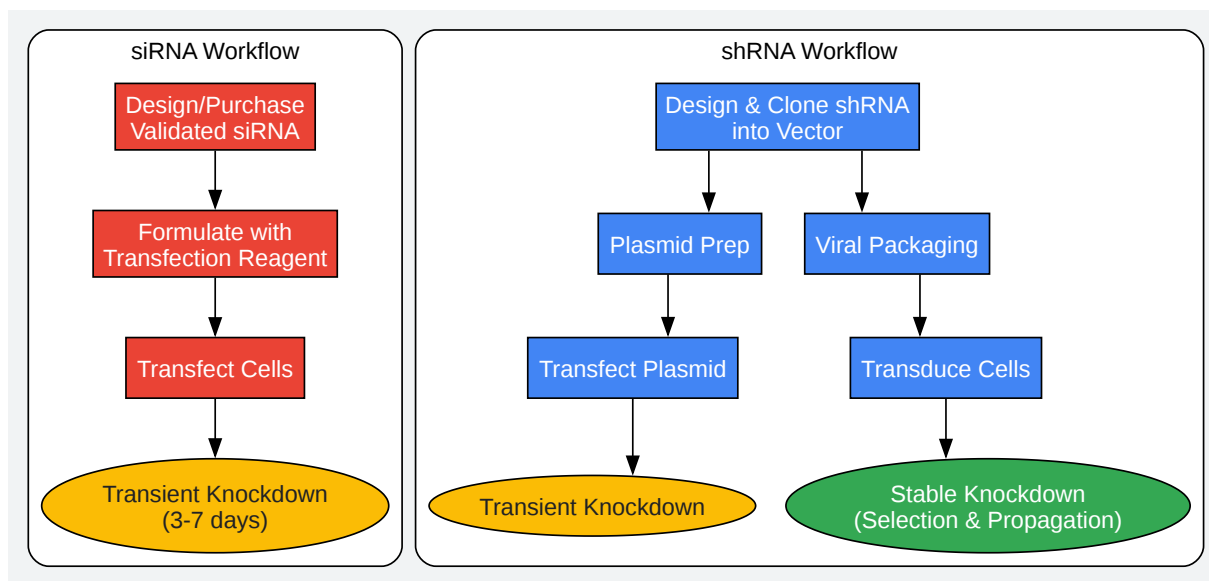 siRNA Workflow
Design/Purchase
Validated siRNA
Formulate with
Transfection Reagent
Transfect Cells
Transient Knockdown
(3-7 days)
shRNA Workflow
Design & Clone shRNA
into Vector
Plasmid Prep
Viral Packaging
Transfect Plasmid
Transduce Cells
Transient Knockdown
Stable Knockdown
(Selection & Propagation)